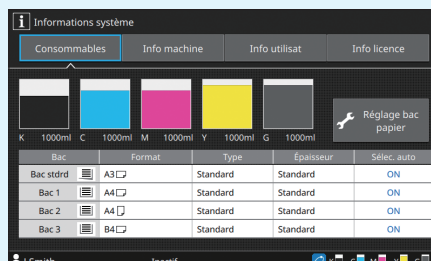 Informations système
Consommables Info machine Info utilisat Info licence
K 1000ml C 1000ml M 1000ml Y 1000ml G 1000ml
Réglage bac
papier
Bac Format Type Épaisseur Sélec. auto
Bac stdrd A3 Standard Standard ON
Bac 1 A4 Standard Standard ON
Bac 2 A4 Standard Standard ON
Bac 3 B4 Standard Standard ON
J.Smith Inactif K C M Y G